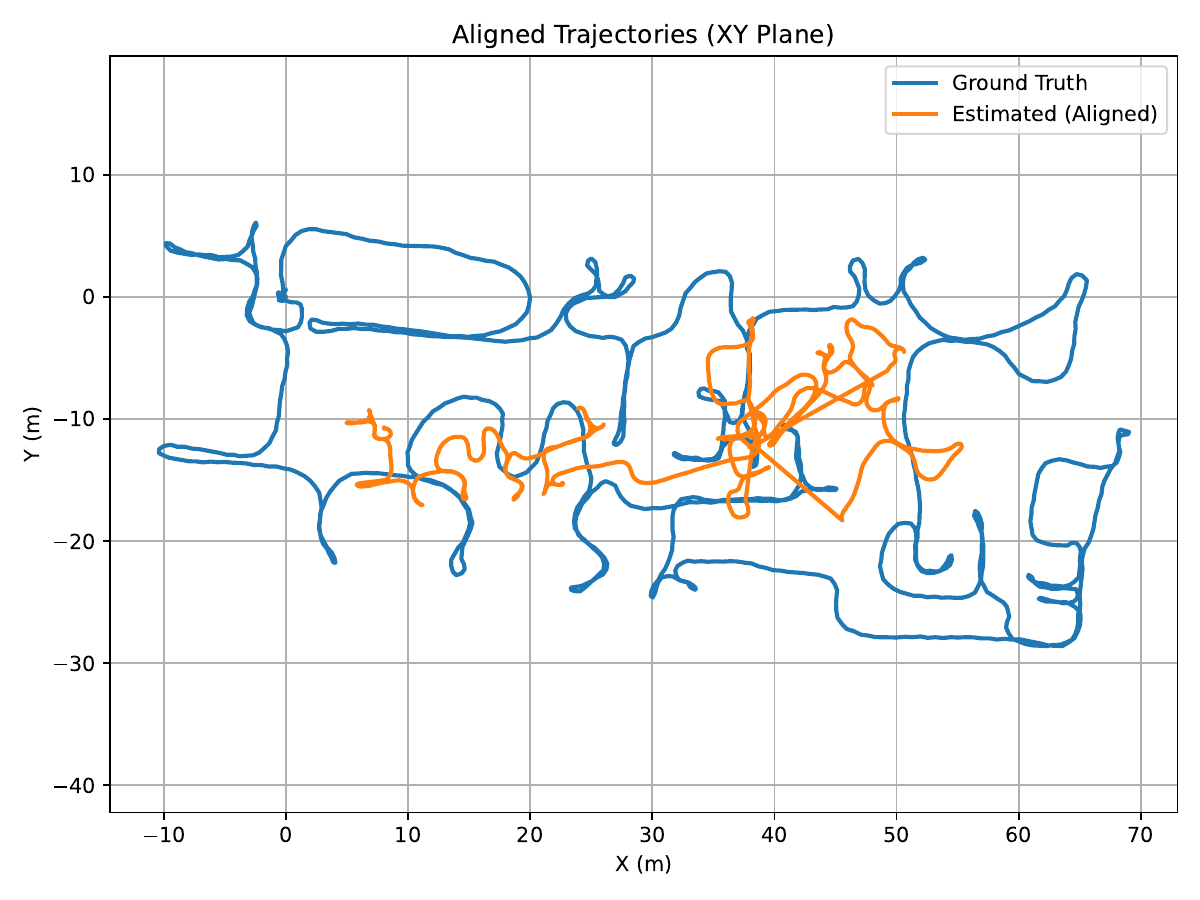 Aligned Trajectories (XY Plane)
Ground Truth
Estimated (Aligned)
10
0
−10
−20
−30
−40
Y (m)
−10 0 10 20 30 40 50 60 70
X (m)